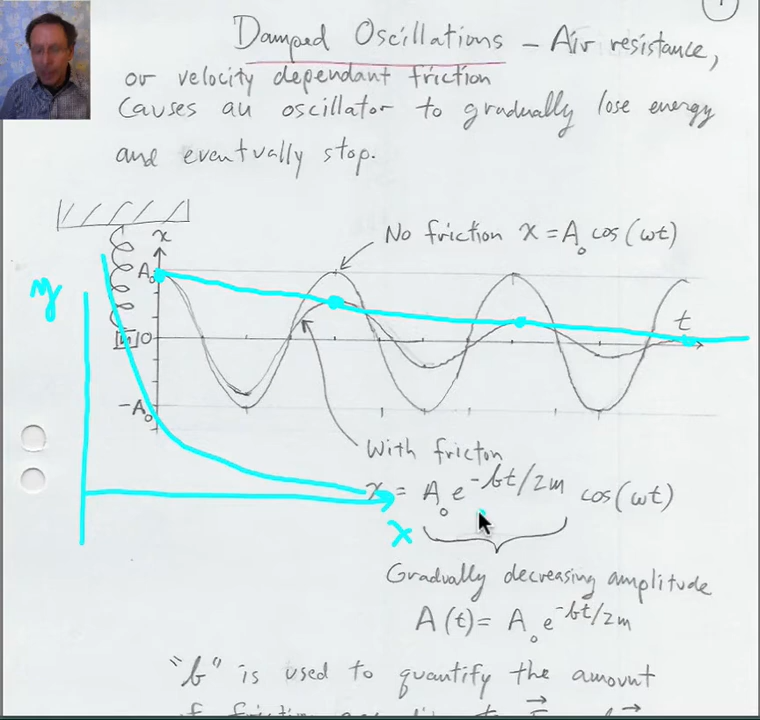 1
Damped Oscillations - Air resistance,
or velocity dependant friction
causes an oscillator to gradually lose energy
and eventually stop.
x
No friction x = A₀ cos(ωt)
A₀
y
t
m 0
-A₀
With fricton
x = A₀ e^-bt/2m cos(ωt)
x
Gradually decreasing amplitude
A(t) = A₀ e^-bt/2m
"b" is used to quantify the amount